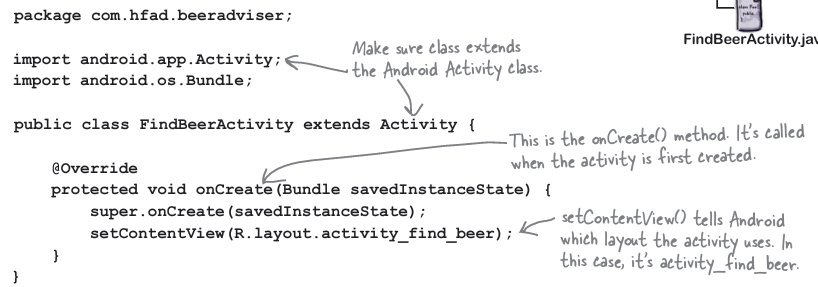 package com.hfad.beeradviser;
FindBeerActivity.jav
import android.app.Activity;
import android.os.Bundle;
Make sure class extends
the Android Activity class.
public class FindBeerActivity extends Activity {
This is the onCreate() method. It's called
when the activity is first created.
@Override
protected void onCreate(Bundle savedInstanceState) {
super.onCreate(savedInstanceState);
setContentView(R.layout.activity_find_beer);
setContentView() tells Android
which layout the activity uses. In
this case, it's activity_find_beer.
}
}